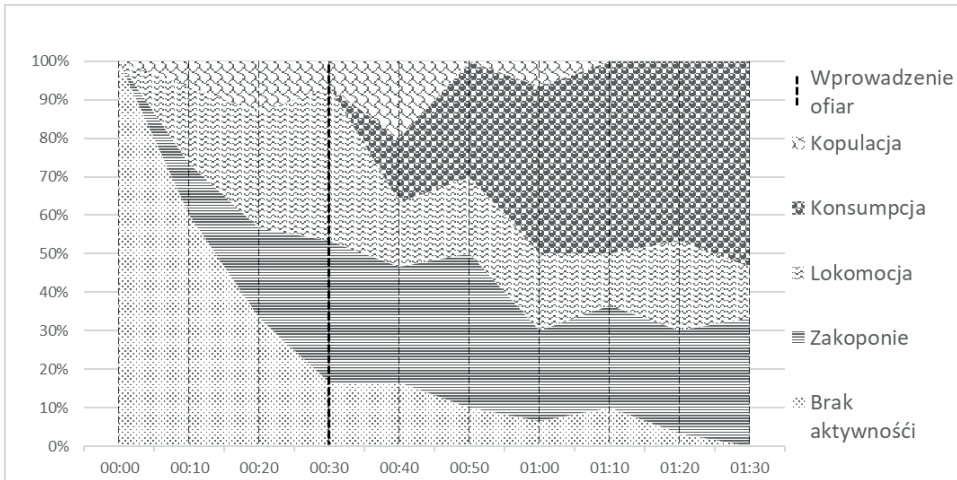 100%
90%
80%
70%
60%
50%
40%
30%
20%
10%
0%
00:00 00:10 00:20 00:30 00:40 00:50 01:00 01:10 01:20 01:30
Wprowadzenie
ofiar
Kopulacja
Konsumpcja
Lokomocja
Zakoponie
Brak
aktywnośći